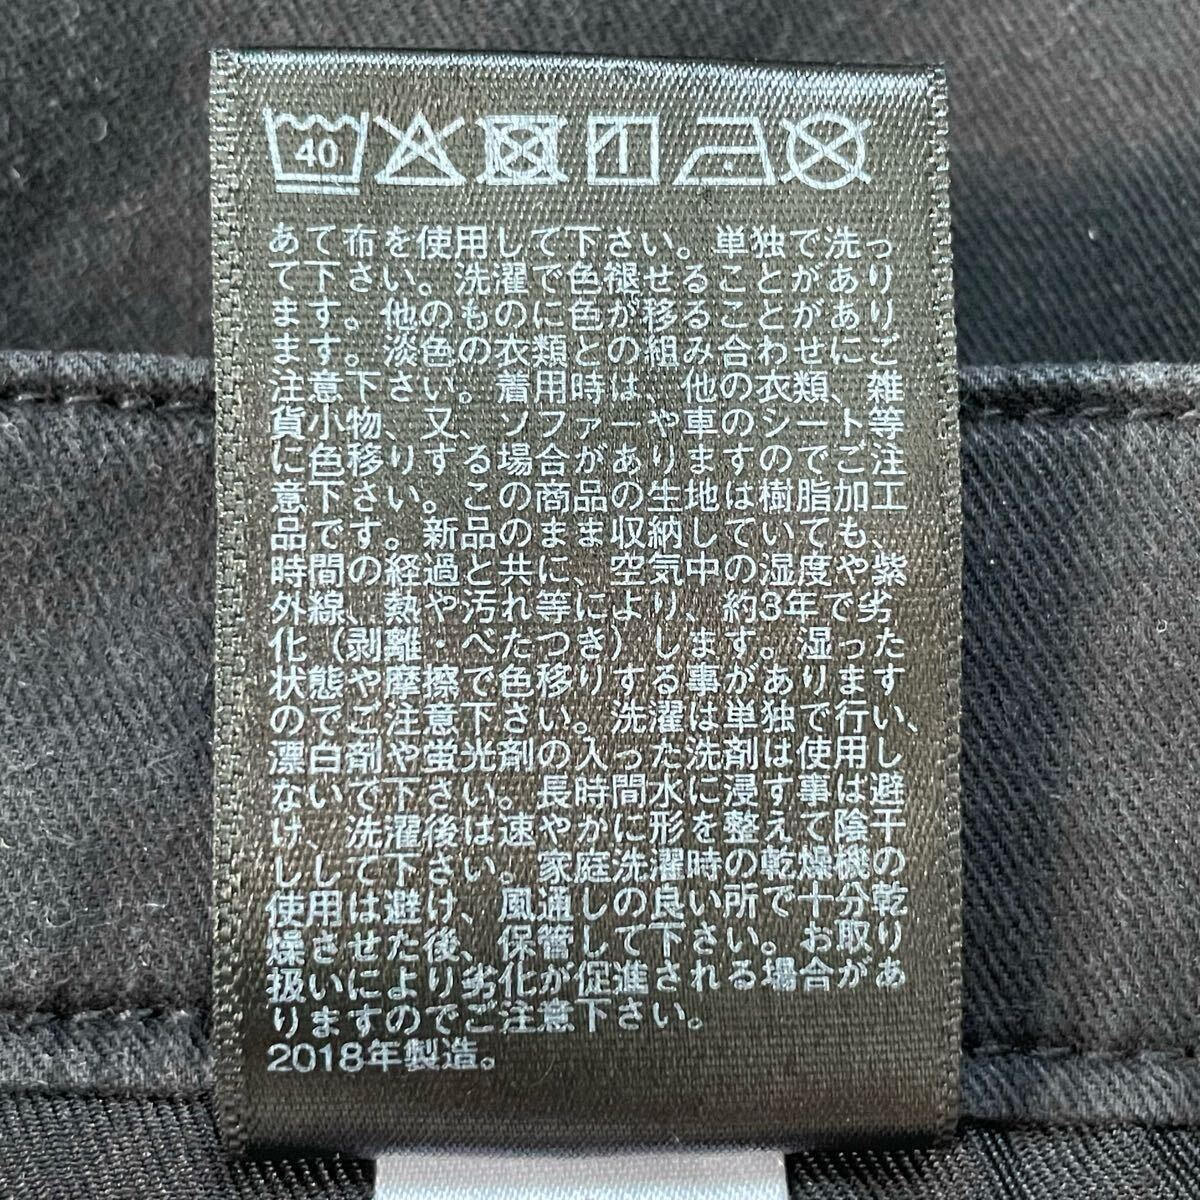 40
あて布を使用して下さい。単独で洗っ
て下さい。洗濯で色褪せることがあり
ます。他のものに色が移ることがあり
ます。淡色の衣類との組み合わせにご
注意下さい。着用時は、他の衣類、雑
貨小物、又、ソファーや車のシート等
に色移りする場合がありますのでご注
意下さい。この商品の生地は樹脂加工
品です。新品のまま収納していても、
時間の経過と共に、空気中の湿度や紫
外線、熱や汚れ等により、約3年で劣
化（剥離・べたつき）します。湿った
状態や摩擦で色移りする事があります
のでご注意下さい。洗濯は単独で行い、
漂白剤や蛍光剤の入った洗剤は使用し
ないで下さい。長時間水に浸す事は避
け、洗濯後は速やかに形を整えて陰干
しして下さい。家庭洗濯時の乾燥機の
使用は避け、風通しの良い所で十分乾
燥させた後、保管して下さい。お取り
扱いにより劣化が促進される場合があ
りますのでご注意下さい。
2018年製造。